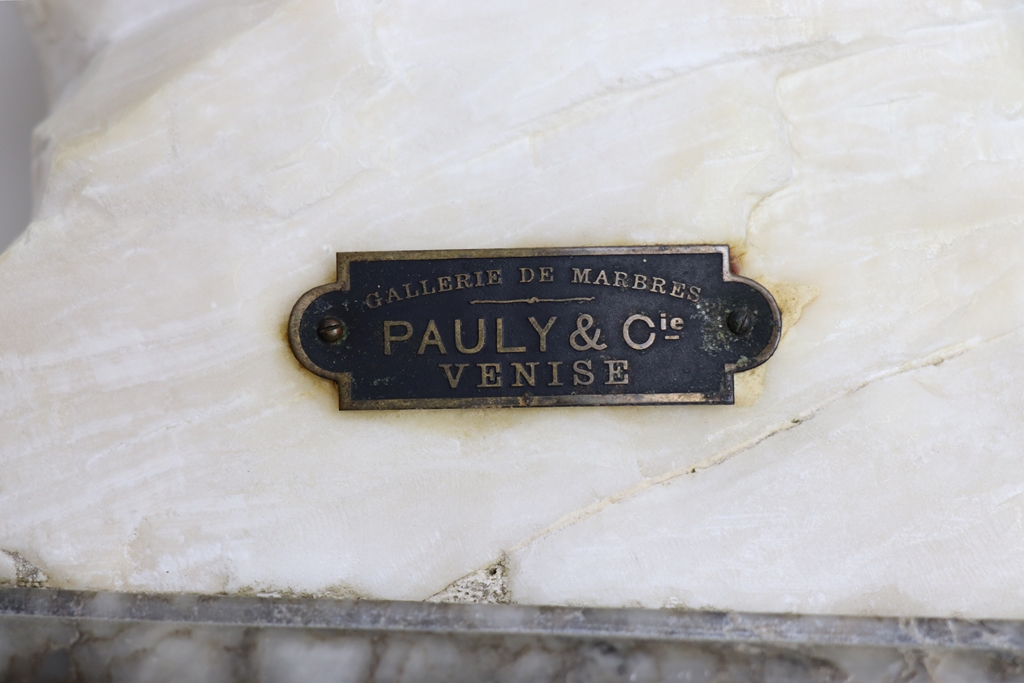 GALLERIE DE MARBRES
PAULY & Cie
VENISE